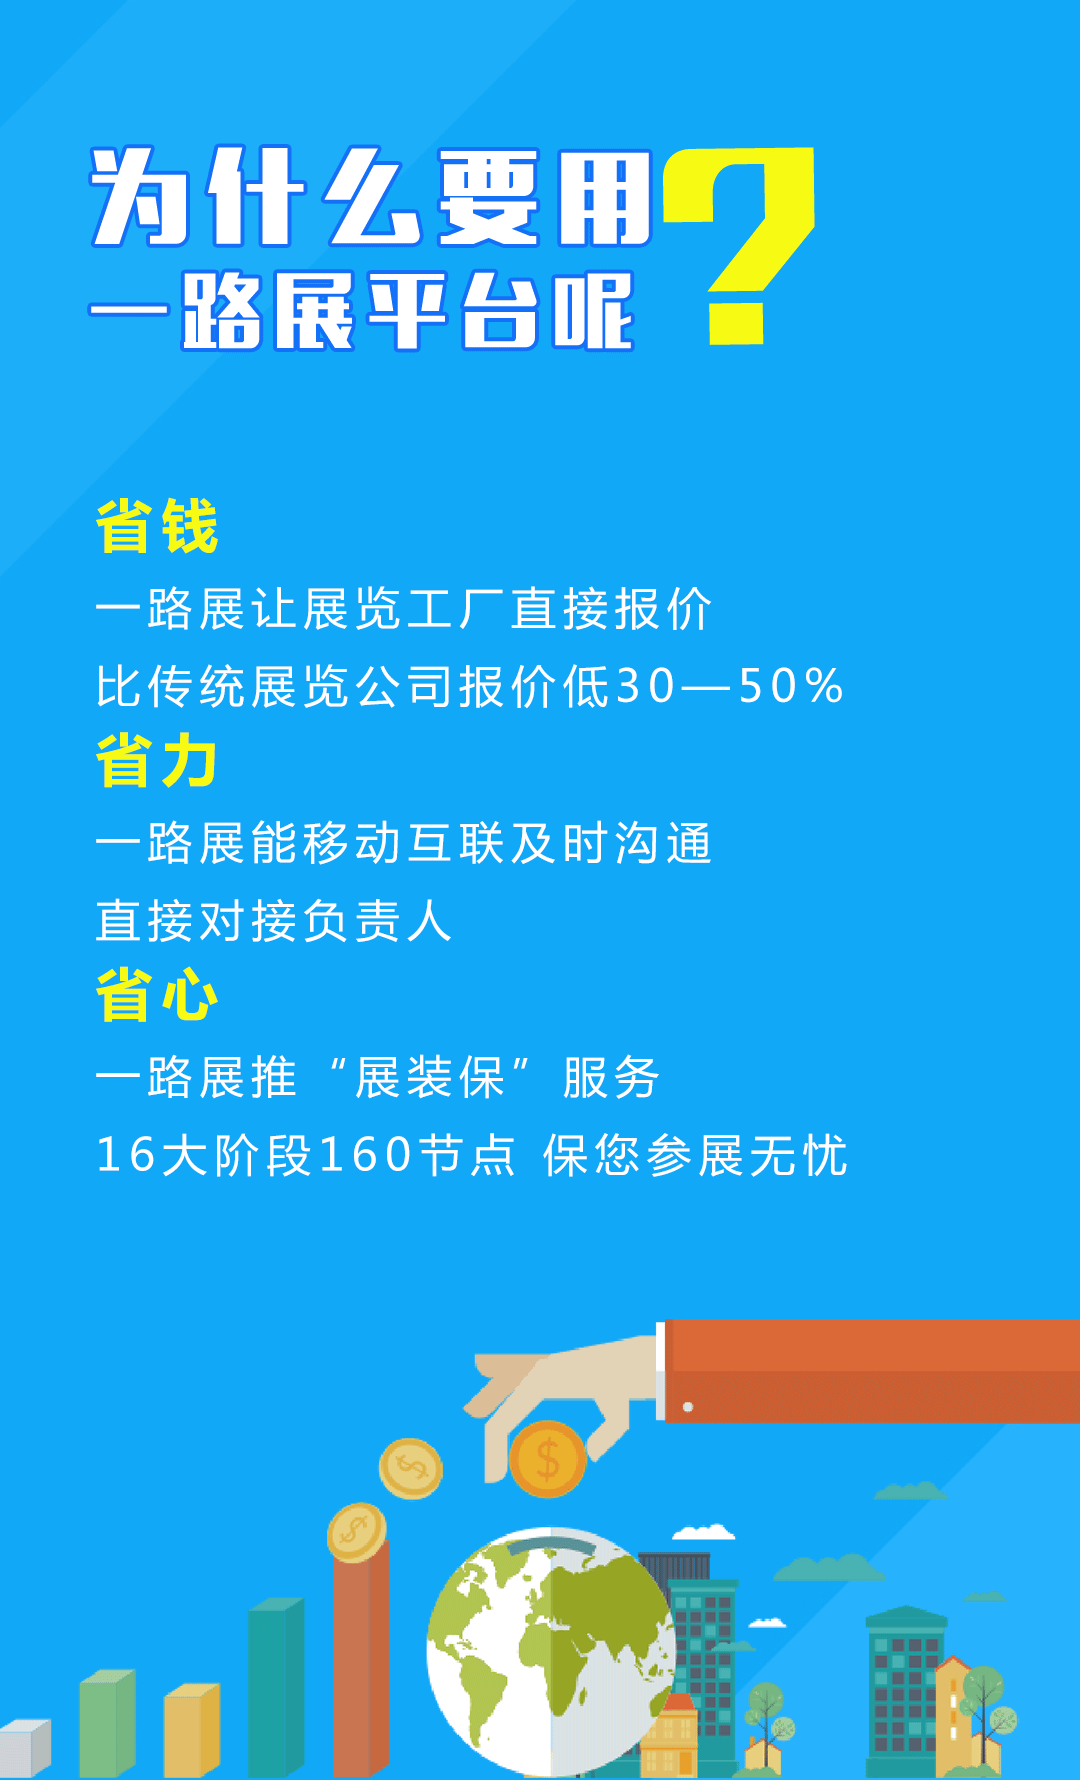 为什么要用?
一路展平台呢
省钱
一路展让展览工厂直接报价
比传统展览公司报价低30—50%
省力
一路展能移动互联及时沟通
直接对接负责人
省心
一路展推“展装保”服务
16大阶段160节点 保您参展无忧
$
$
$